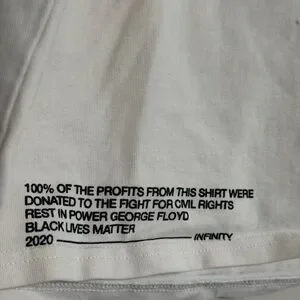 100% OF THE PROFITS FROM THIS SHIRT WERE
DONATED TO THE FIGHT FOR CIVIL RIGHTS
REST IN POWER GEORGE FLOYD
BLACK LIVES MATTER
2020 INFINITY